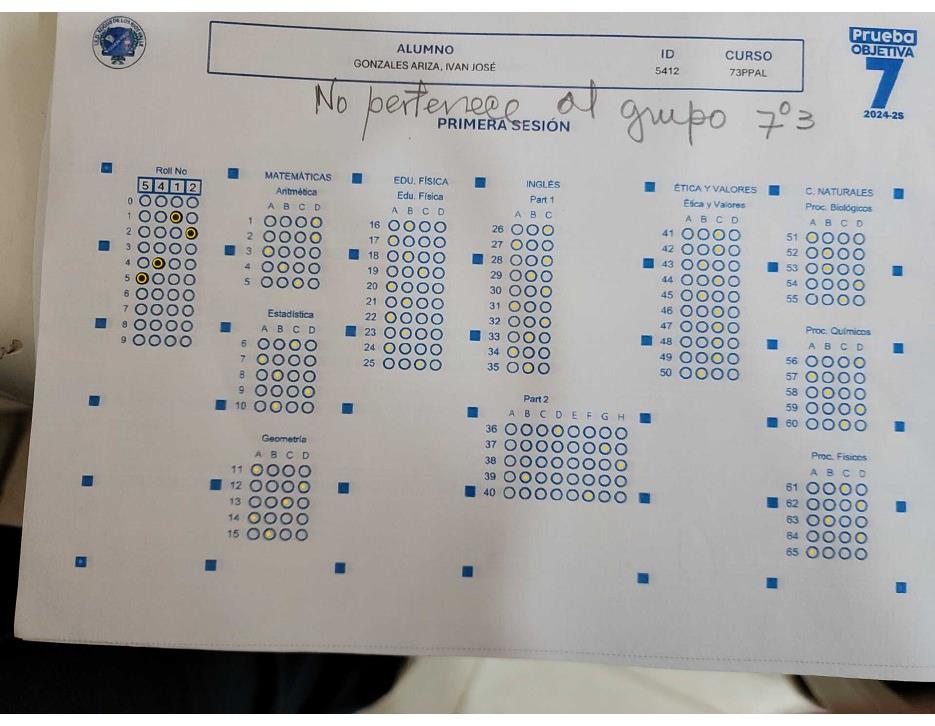 ALUMNO
GONZALES ARIZA, IVAN JOSÉ
ID
5412
CURSO
73PPAL
Prueba
OBJETIVA
7
2024-25
No pertenece al grupo 7º3
PRIMERA SESIÓN
Roll No
5 4 1 2
0
1
2
3
4
5
6
7
8
9
MATEMÁTICAS
Aritmética
A B C D
1
2
3
4
5
Estadística
A B C D
6
7
8
9
10
Geometría
A B C D
11
12
13
14
15
EDU. FÍSICA
Edu. Física
A B C D
16
17
18
19
20
21
22
23
24
25
INGLÉS
Part 1
A B C
26
27
28
29
30
31
32
33
34
35
Part 2
A B C D E F G H
36
37
38
39
40
ÉTICA Y VALORES
Ética y Valores
A B C D
41
42
43
44
45
46
47
48
49
50
C. NATURALES
Proc. Biológicos
A B C D
51
52
53
54
55
Proc. Químicos
A B C D
56
57
58
59
60
Proc. Físicos
A B C D
61
62
63
64
65